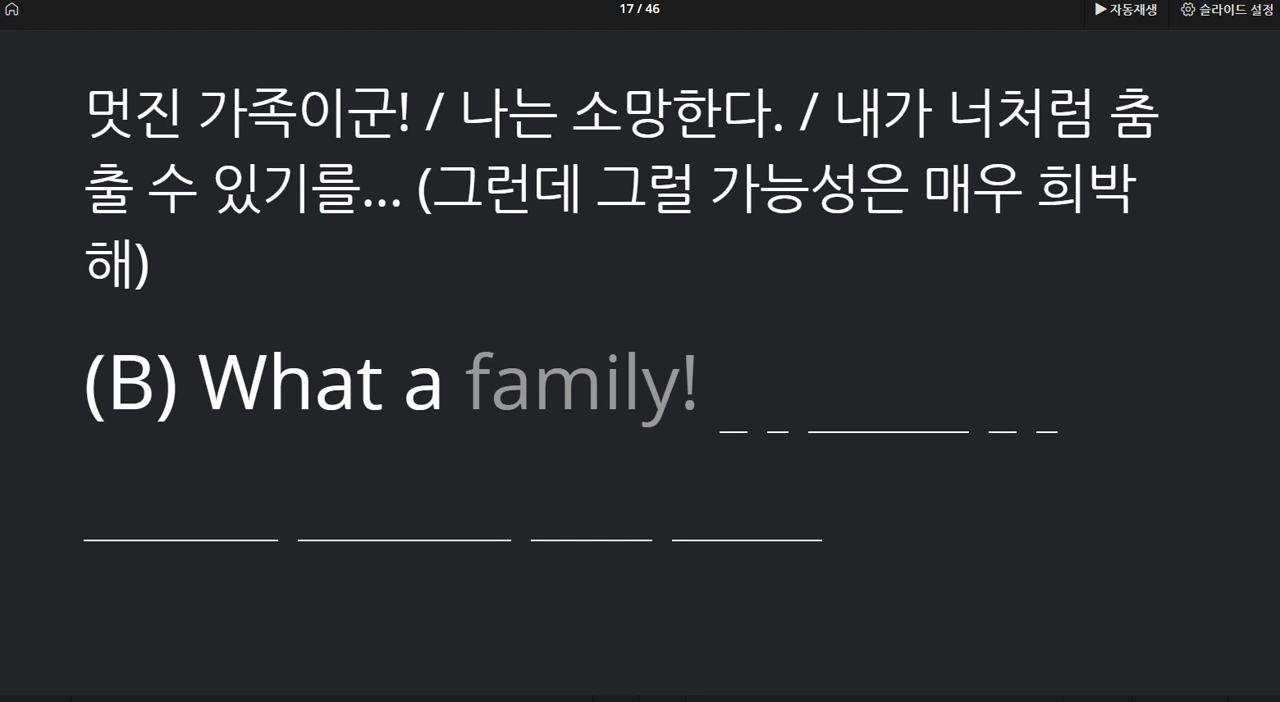 17 / 46
▶ 자동재생
슬라이드 설정
멋진 가족이군! / 나는 소망한다. / 내가 너처럼 춤
출 수 있기를... (그런데 그럴 가능성은 매우 희박
해)
(B) What a family!